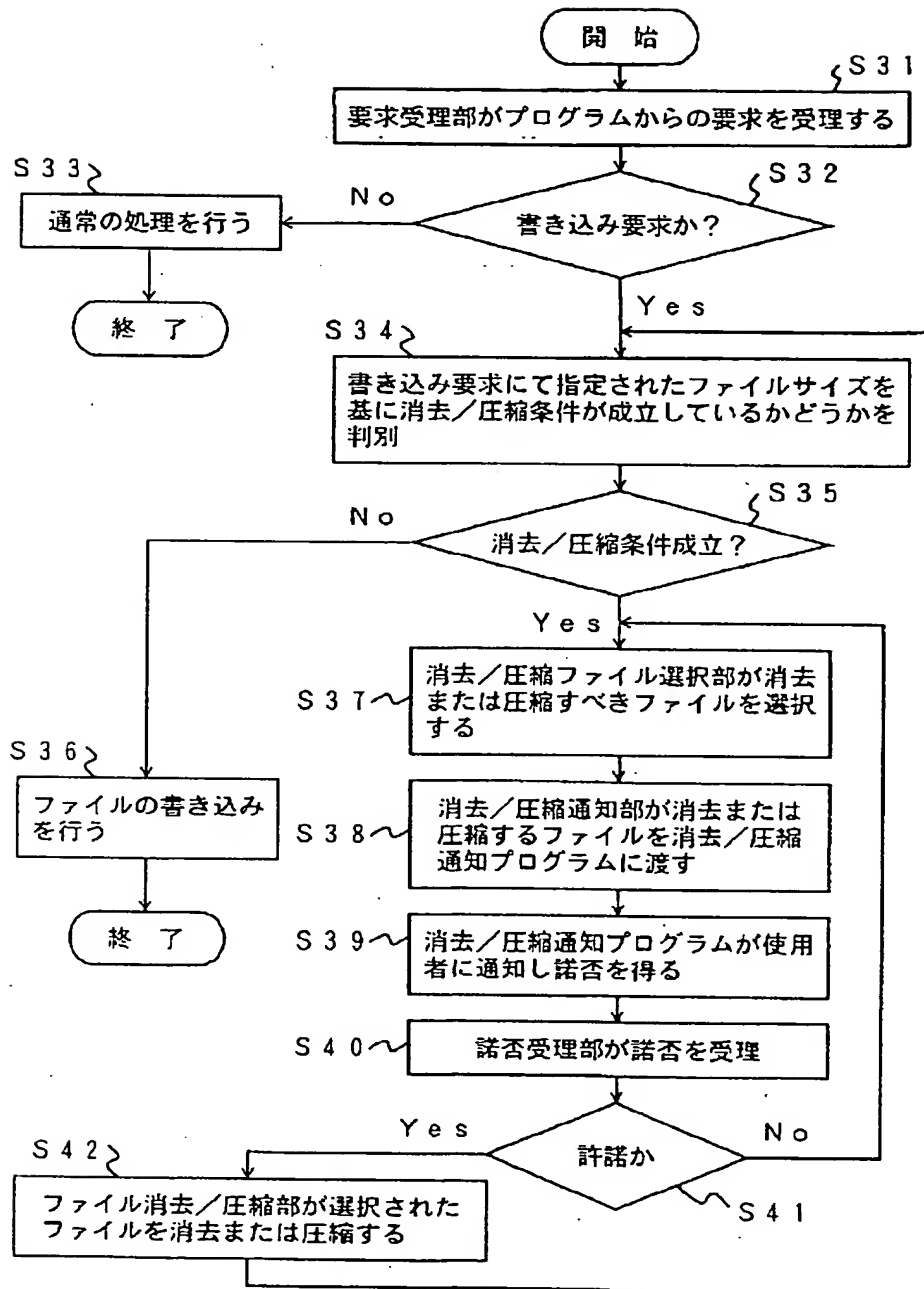 開 始
S31
要求受理部がプログラムからの要求を受理する
S32
書き込み要求か？
No
S33
通常の処理を行う
終 了
Yes
S34
書き込み要求にて指定されたファイルサイズを
基に消去／圧縮条件が成立しているかどうかを
判別
S35
消去／圧縮条件成立？
No
Yes
S36
ファイルの書き込み
を行う
終 了
S37
消去／圧縮ファイル選択部が消去
または圧縮すべきファイルを選択
する
S38
消去／圧縮通知部が消去または
圧縮するファイルを消去／圧縮
通知プログラムに渡す
S39
消去／圧縮通知プログラムが使用
者に通知し諾否を得る
S40
諾否受理部が諾否を受理
許諾か
S41
Yes
No
S42
ファイル消去／圧縮部が選択された
ファイルを消去または圧縮する